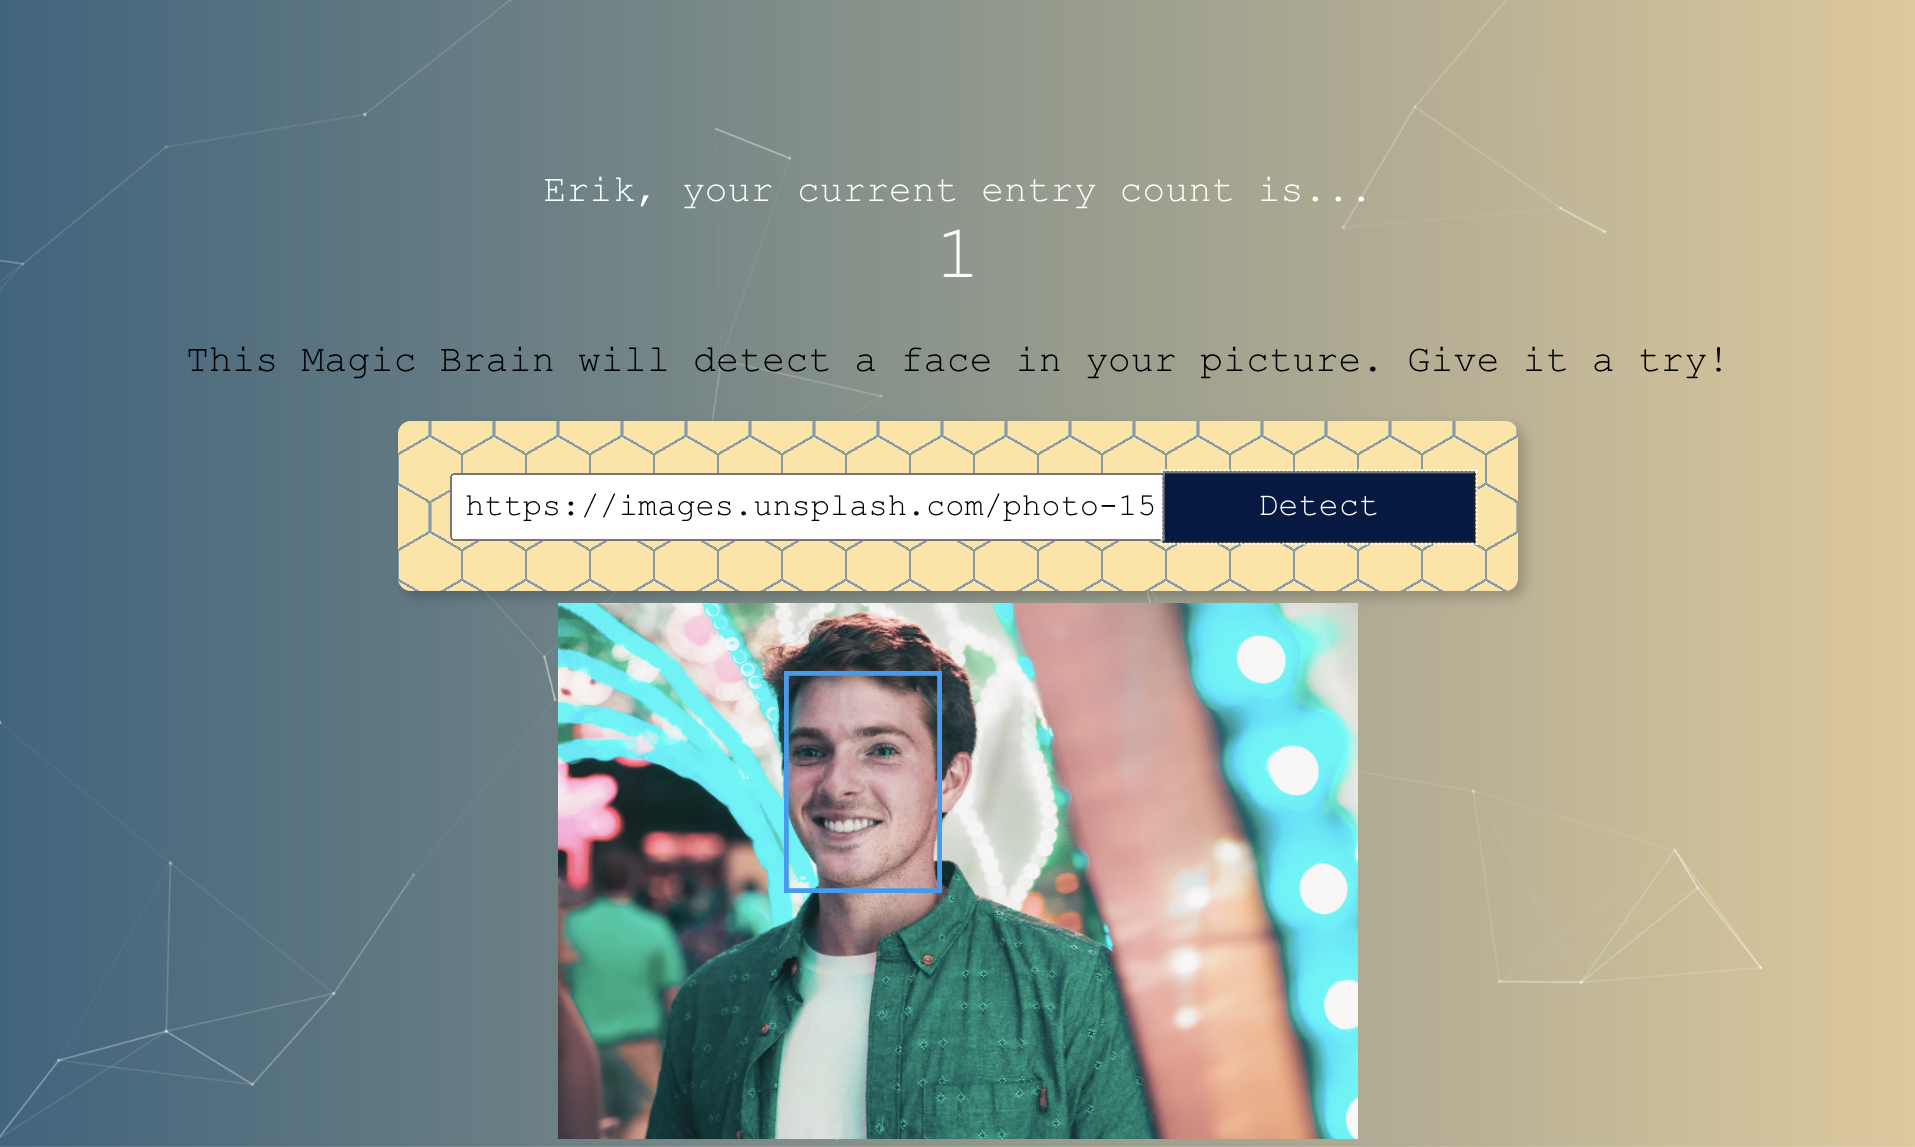 Erik, your current entry count is...
1
This Magic Brain will detect a face in your picture. Give it a try!
https://images.unsplash.com/photo-15
Detect